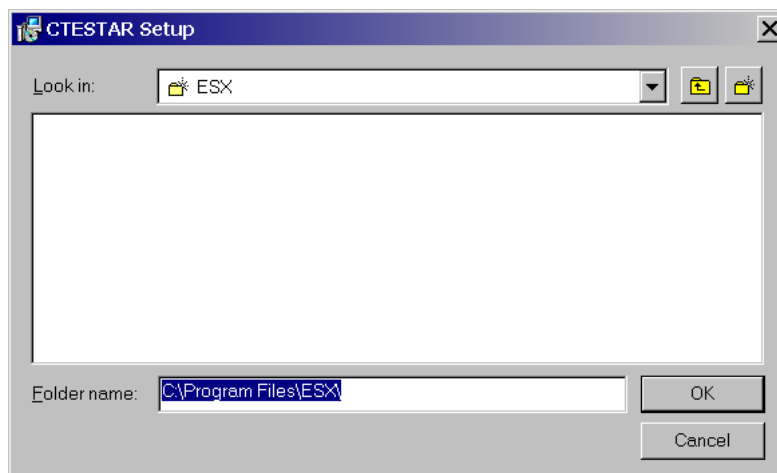 CTESTAR Setup
Look in:
ESX
Folder name:
C:\Program Files\ESX\
OK
Cancel